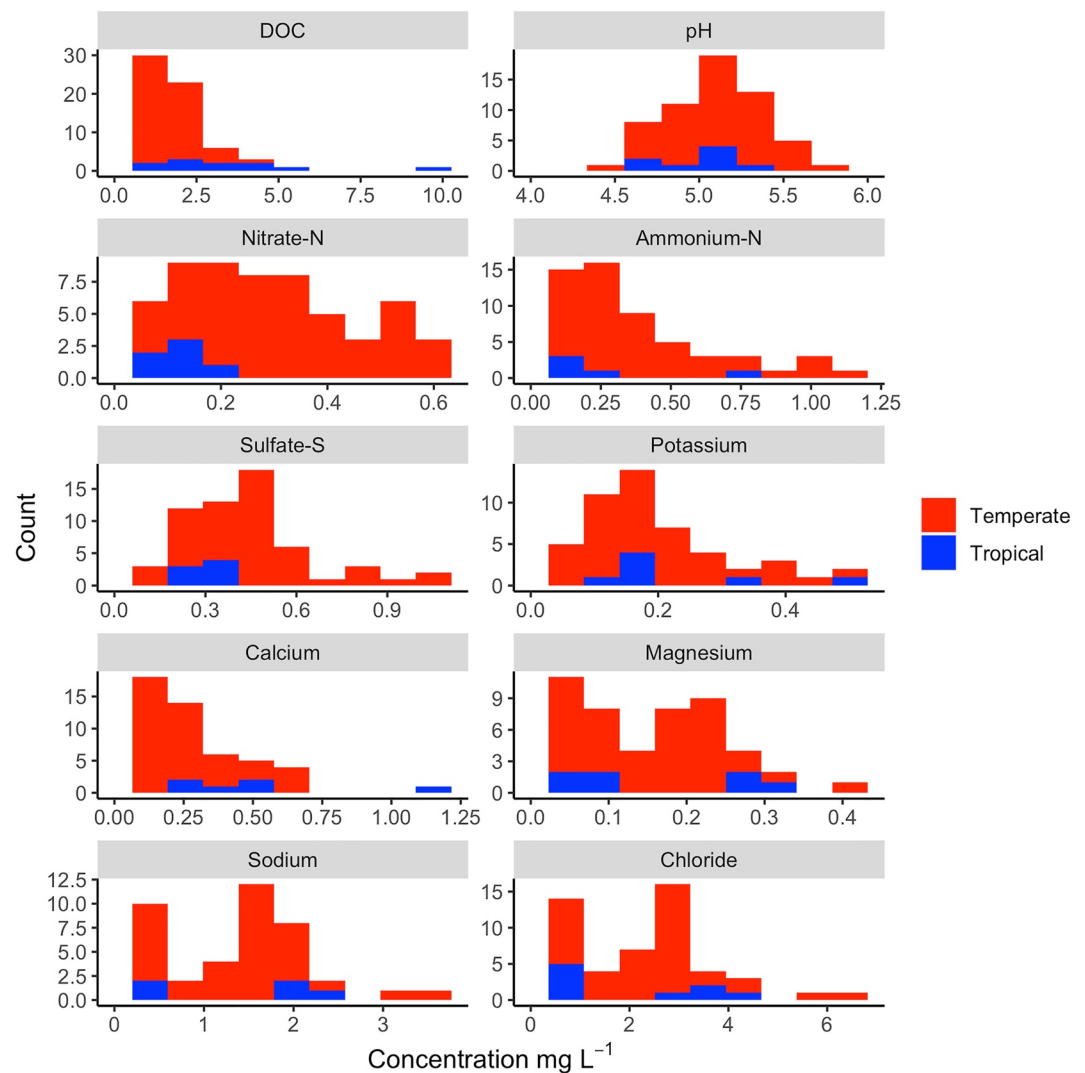 DOC
30
20
10
0
0.0 2.5 5.0 7.5 10.0
pH
15
10
5
0
4.0 4.5 5.0 5.5 6.0
Nitrate-N
7.5
5.0
2.5
0.0
0.0 0.2 0.4 0.6
Ammonium-N
15
10
5
0
0.00 0.25 0.50 0.75 1.00 1.25
Sulfate-S
15
10
5
0
0.0 0.3 0.6 0.9
Potassium
10
5
0
0.0 0.2 0.4
Calcium
15
10
5
0
0.00 0.25 0.50 0.75 1.00 1.25
Magnesium
9
6
3
0
0.0 0.1 0.2 0.3 0.4
Sodium
12.5
10.0
7.5
5.0
2.5
0.0
0 1 2 3
Chloride
15
10
5
0
0 2 4 6
Count
Concentration mg L⁻¹
Temperate
Tropical